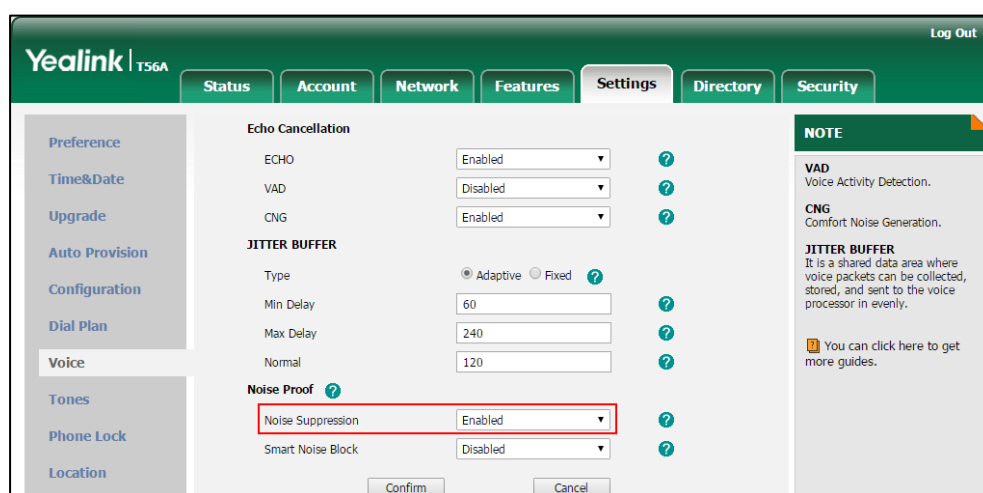 Log Out
Yealink | T56A
Status Account Network Features Settings Directory Security
Preference
Time&Date
Upgrade
Auto Provision
Configuration
Dial Plan
Voice
Tones
Phone Lock
Location
Echo Cancellation
ECHO Enabled
VAD Disabled
CNG Enabled
JITTER BUFFER
Type Adaptive Fixed
Min Delay 60
Max Delay 240
Normal 120
Noise Proof
Noise Suppression Enabled
Smart Noise Block Disabled
Confirm Cancel
NOTE
VAD
Voice Activity Detection.
CNG
Comfort Noise Generation.
JITTER BUFFER
It is a shared data area where
voice packets can be collected,
stored, and sent to the voice
processor in evenly.
You can click here to get
more guides.